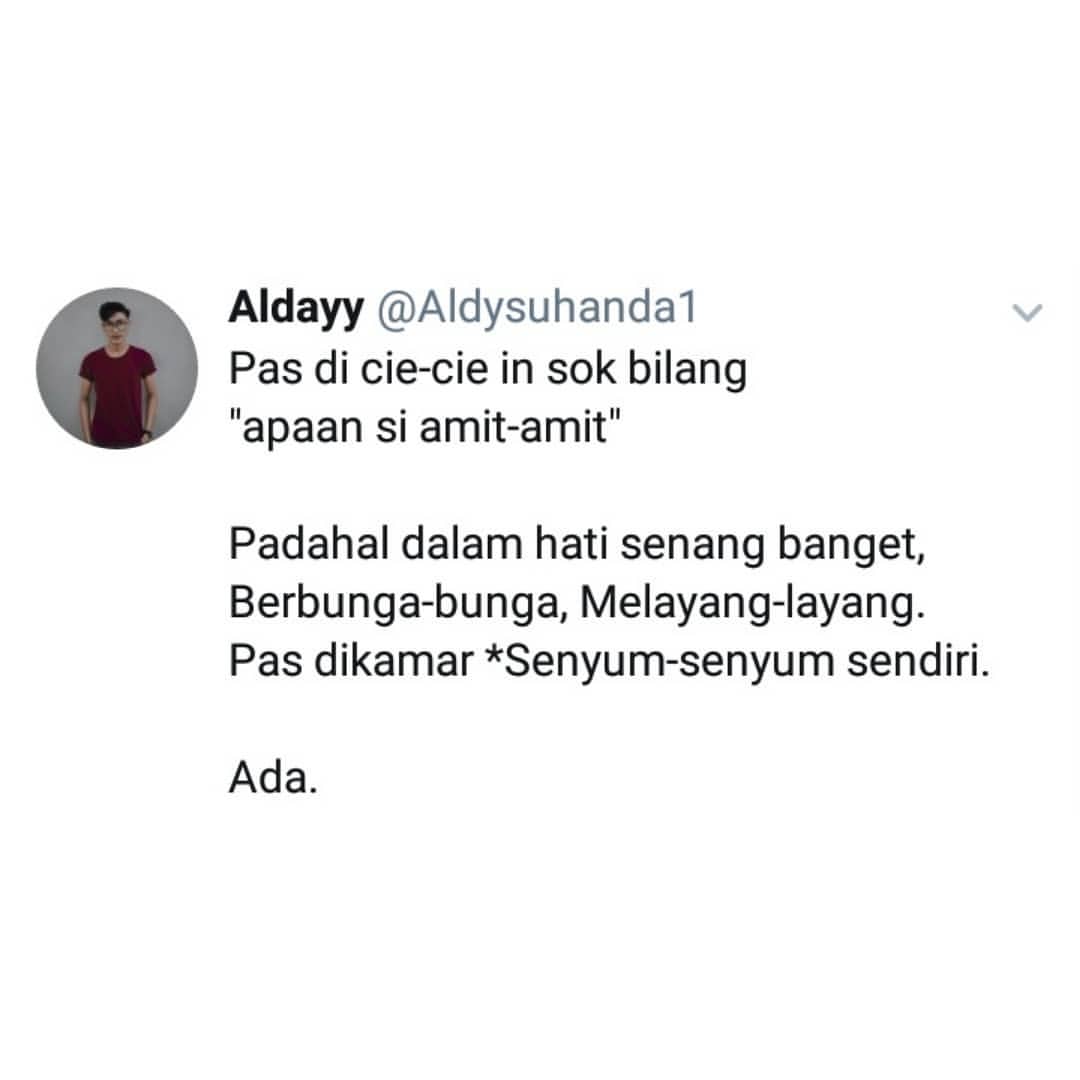 Aldayy @Aldysuhanda1
Pas di cie-cie in sok bilang
"apaan si amit-amit"
Padahal dalam hati senang banget,
Berbunga-bunga, Melayang-layang.
Pas dikamar *Senyum-senyum sendiri.
Ada.